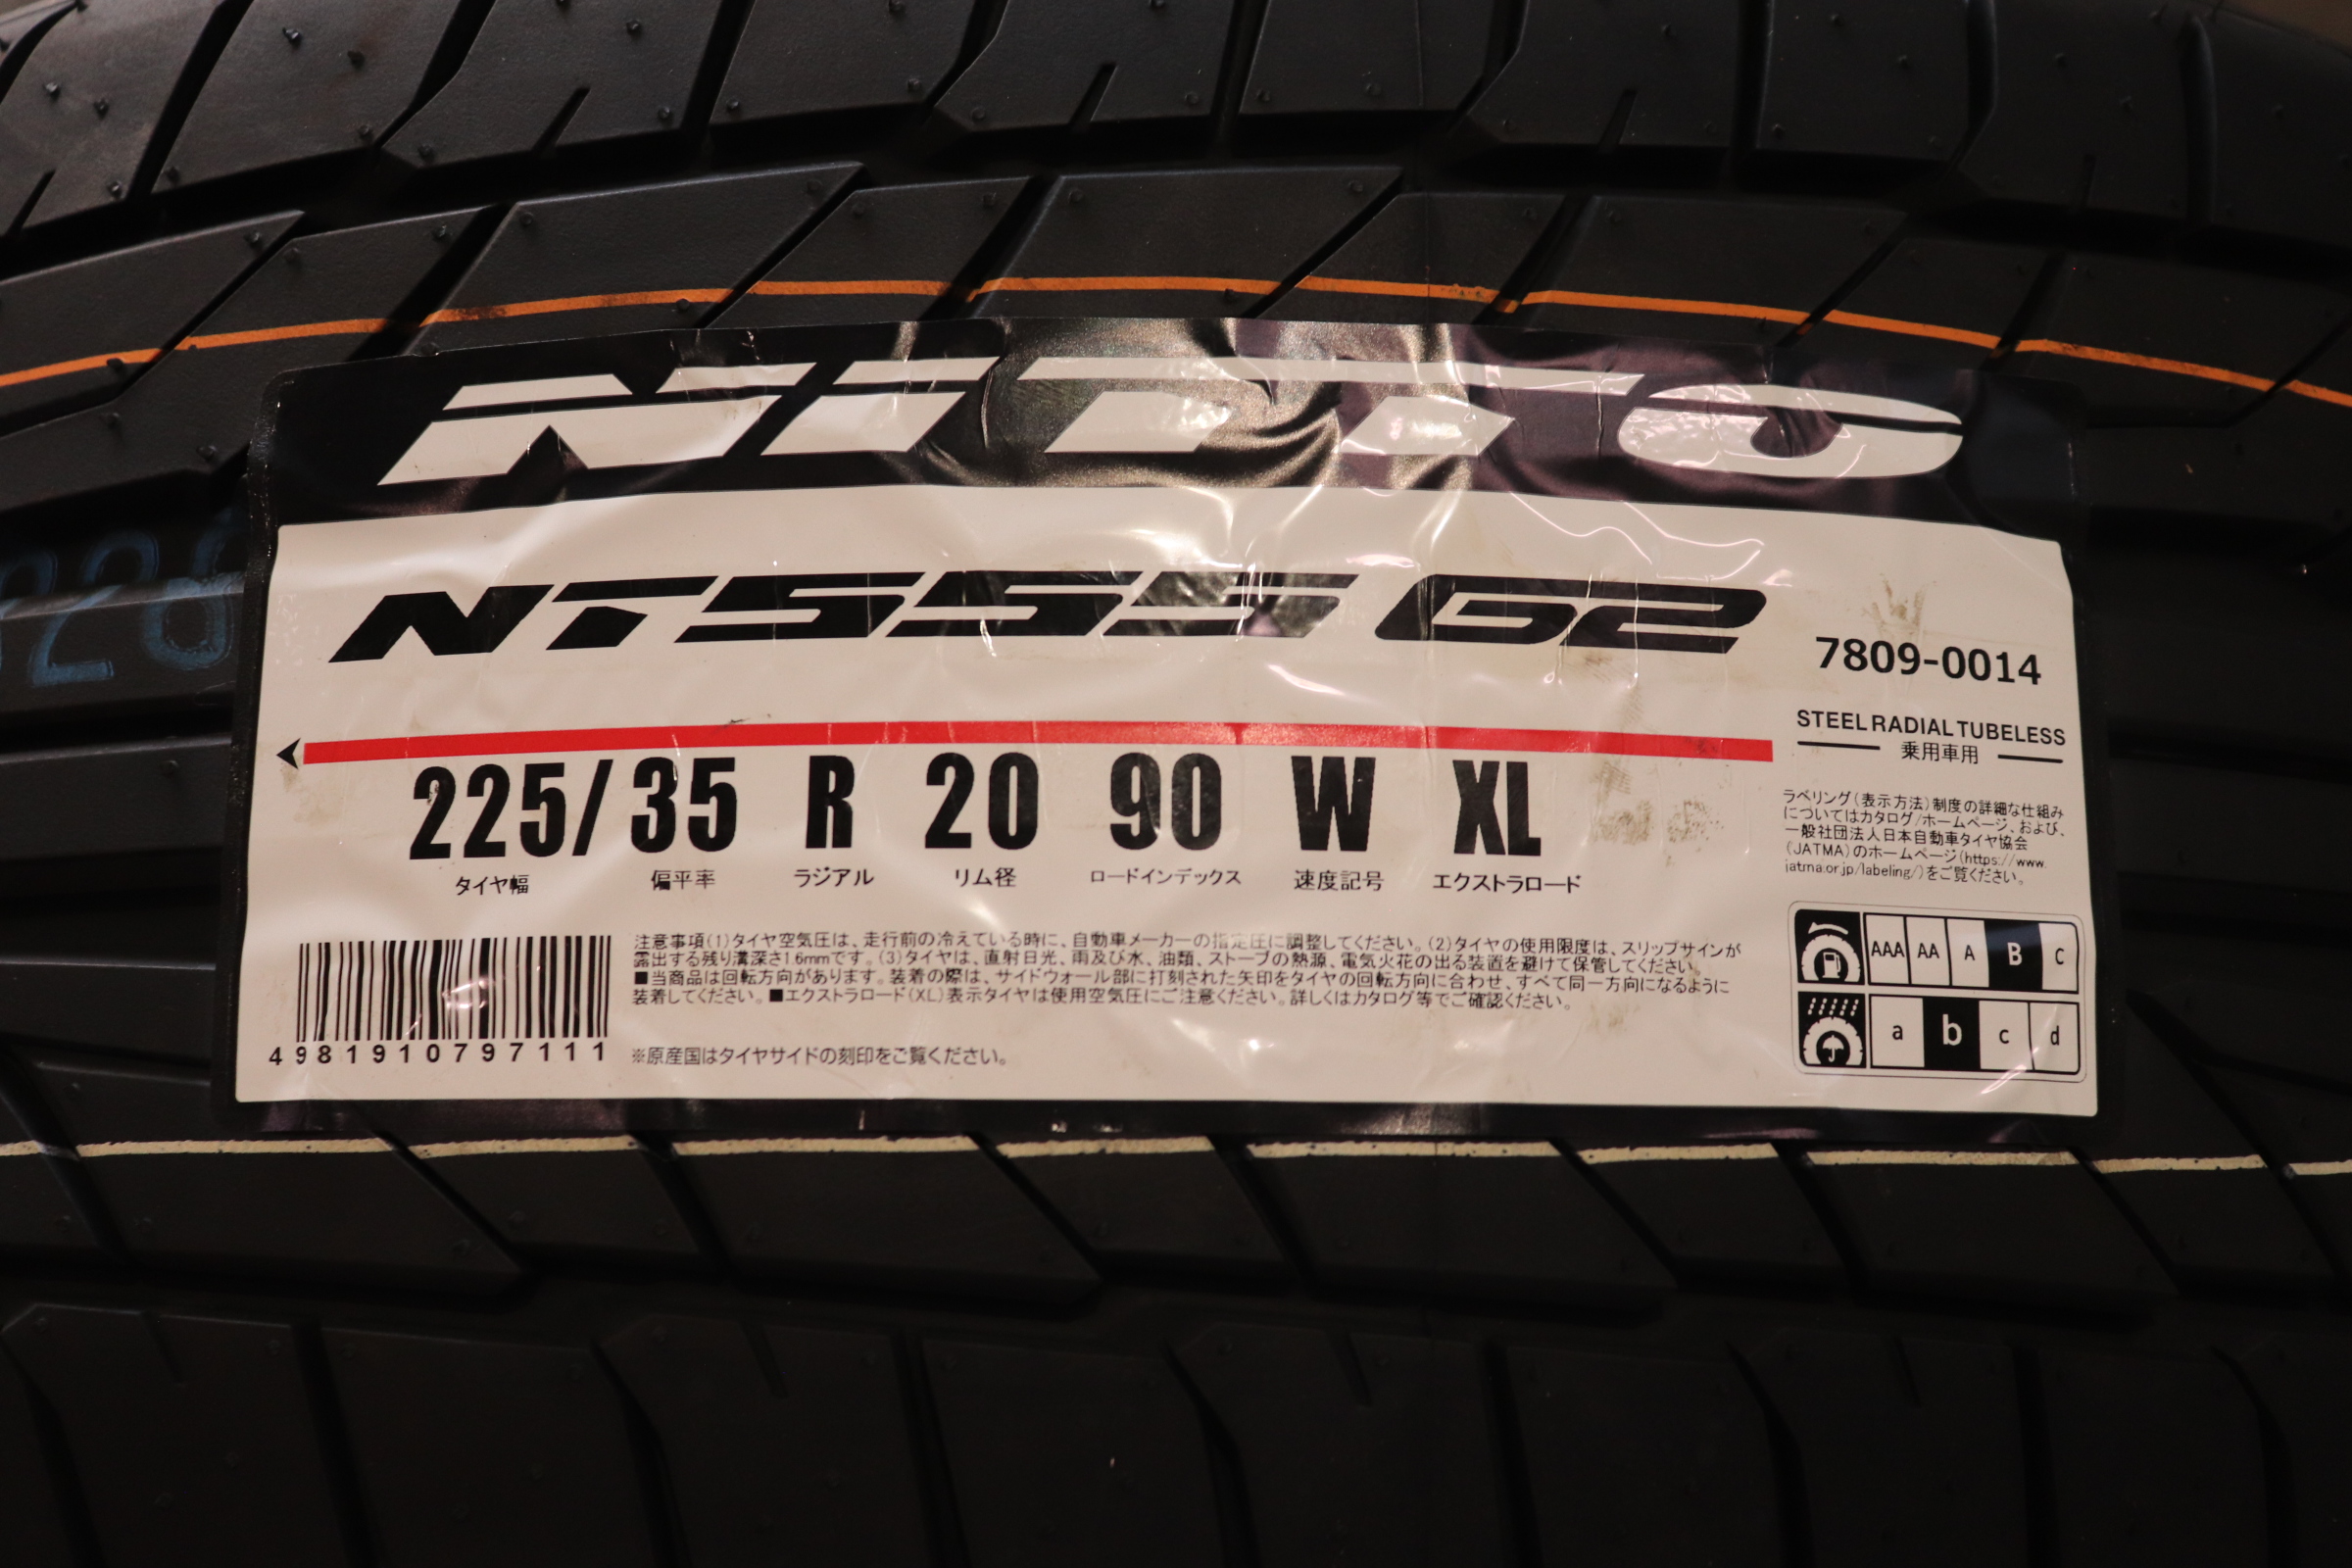 NITTO
NT555 G2
7809-0014
STEEL RADIAL TUBELESS
乗用車用
225/ 35 R 20 90 W XL
タイヤ幅 偏平率 ラジアル リム径 ロードインデックス 速度記号 エクストラロード
ラベリング(表示方法)制度の詳細な仕組み
についてはカタログ/ホームページ、および、
一般社団法人日本自動車タイヤ協会
(JATMA)のホームページ(https://www.
jatma.or.jp/labeling/)をご覧ください。
注意事項(1)タイヤ空気圧は、走行前の冷えている時に、自動車メーカーの指定圧に調整してください。(2)タイヤの使用限度は、スリップサインが
露出する残り溝深さ1.6mmです。(3)タイヤは、直射日光、雨及び水、油類、ストーブの熱源、電気火花の出る装置を避けて保管してください。
■当商品は回転方向があります。装着の際は、サイドウォール部に打刻された矢印をタイヤの回転方向に合わせ、すべて同一方向になるように
装着してください。■エクストラロード(XL)表示タイヤは使用空気圧にご注意ください。詳しくはカタログ等でご確認ください。
※原産国はタイヤサイドの刻印をご覧ください。
4981910797111
AAA AA A B C
a b c d